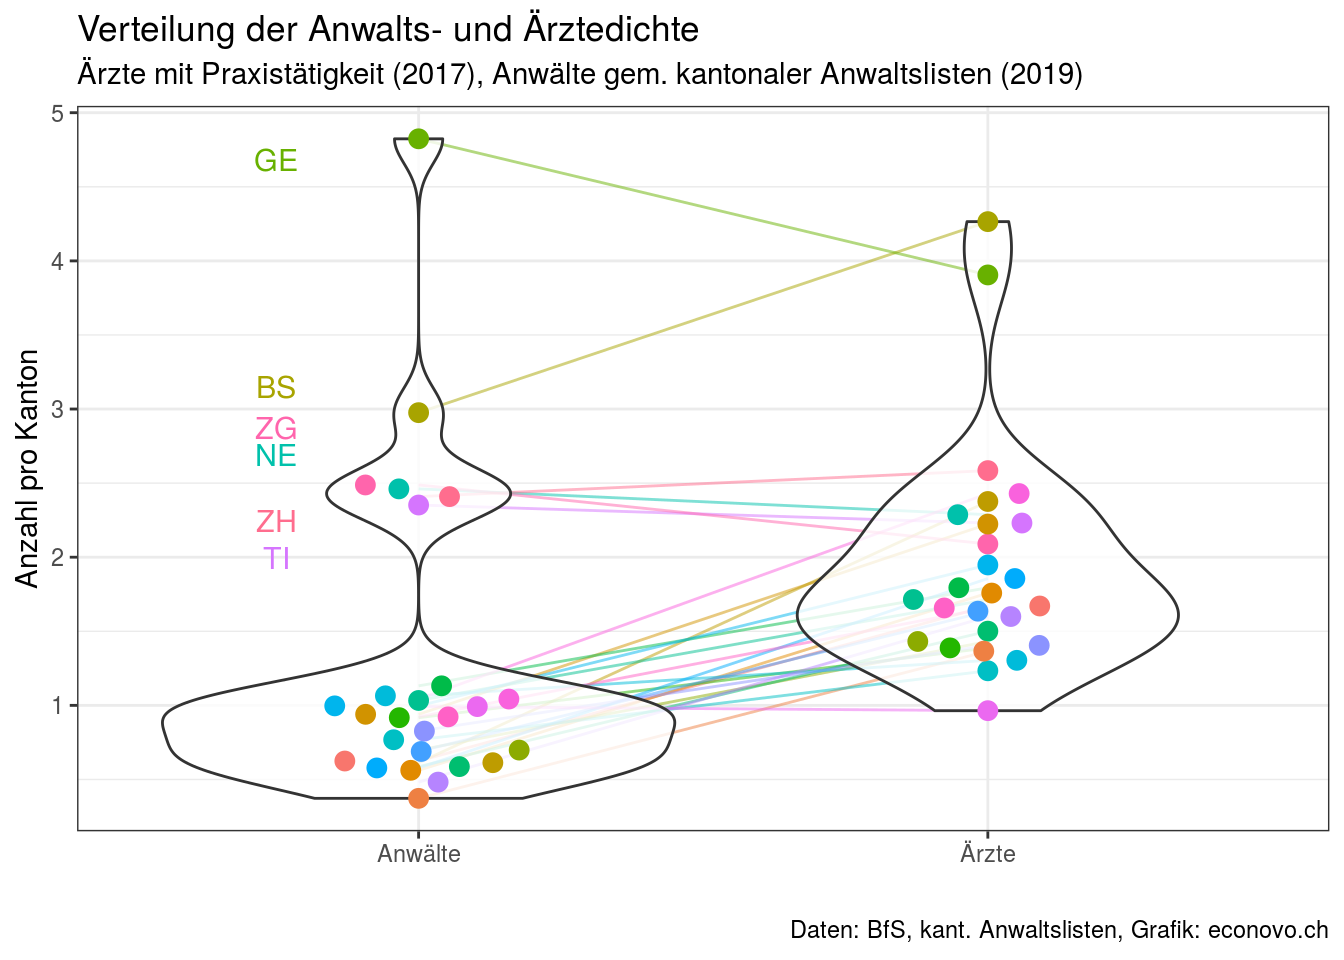 Verteilung der Anwalts- und Ärztedichte
Ärzte mit Praxistätigkeit (2017), Anwälte gem. kantonaler Anwaltslisten (2019)
Anzahl pro Kanton
5
4
3
2
1
GE
BS
ZG
NE
ZH
TI
Anwälte
Ärzte
Daten: BfS, kant. Anwaltslisten, Grafik: econovo.ch